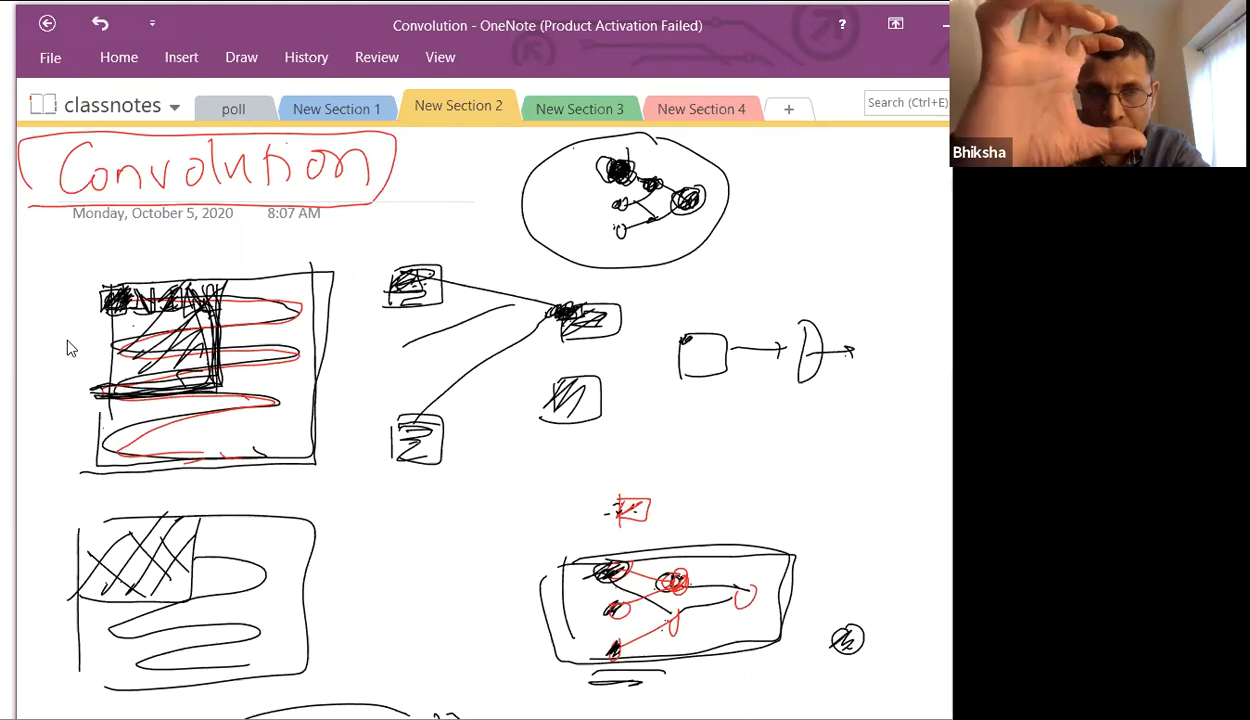 Convolution - OneNote (Product Activation Failed)
?
File Home Insert Draw History Review View
classnotes poll New Section 1 New Section 2 New Section 3 New Section 4 + Search (Ctrl+E)
Bhiksha
Convolution
Monday, October 5, 2020 8:07 AM